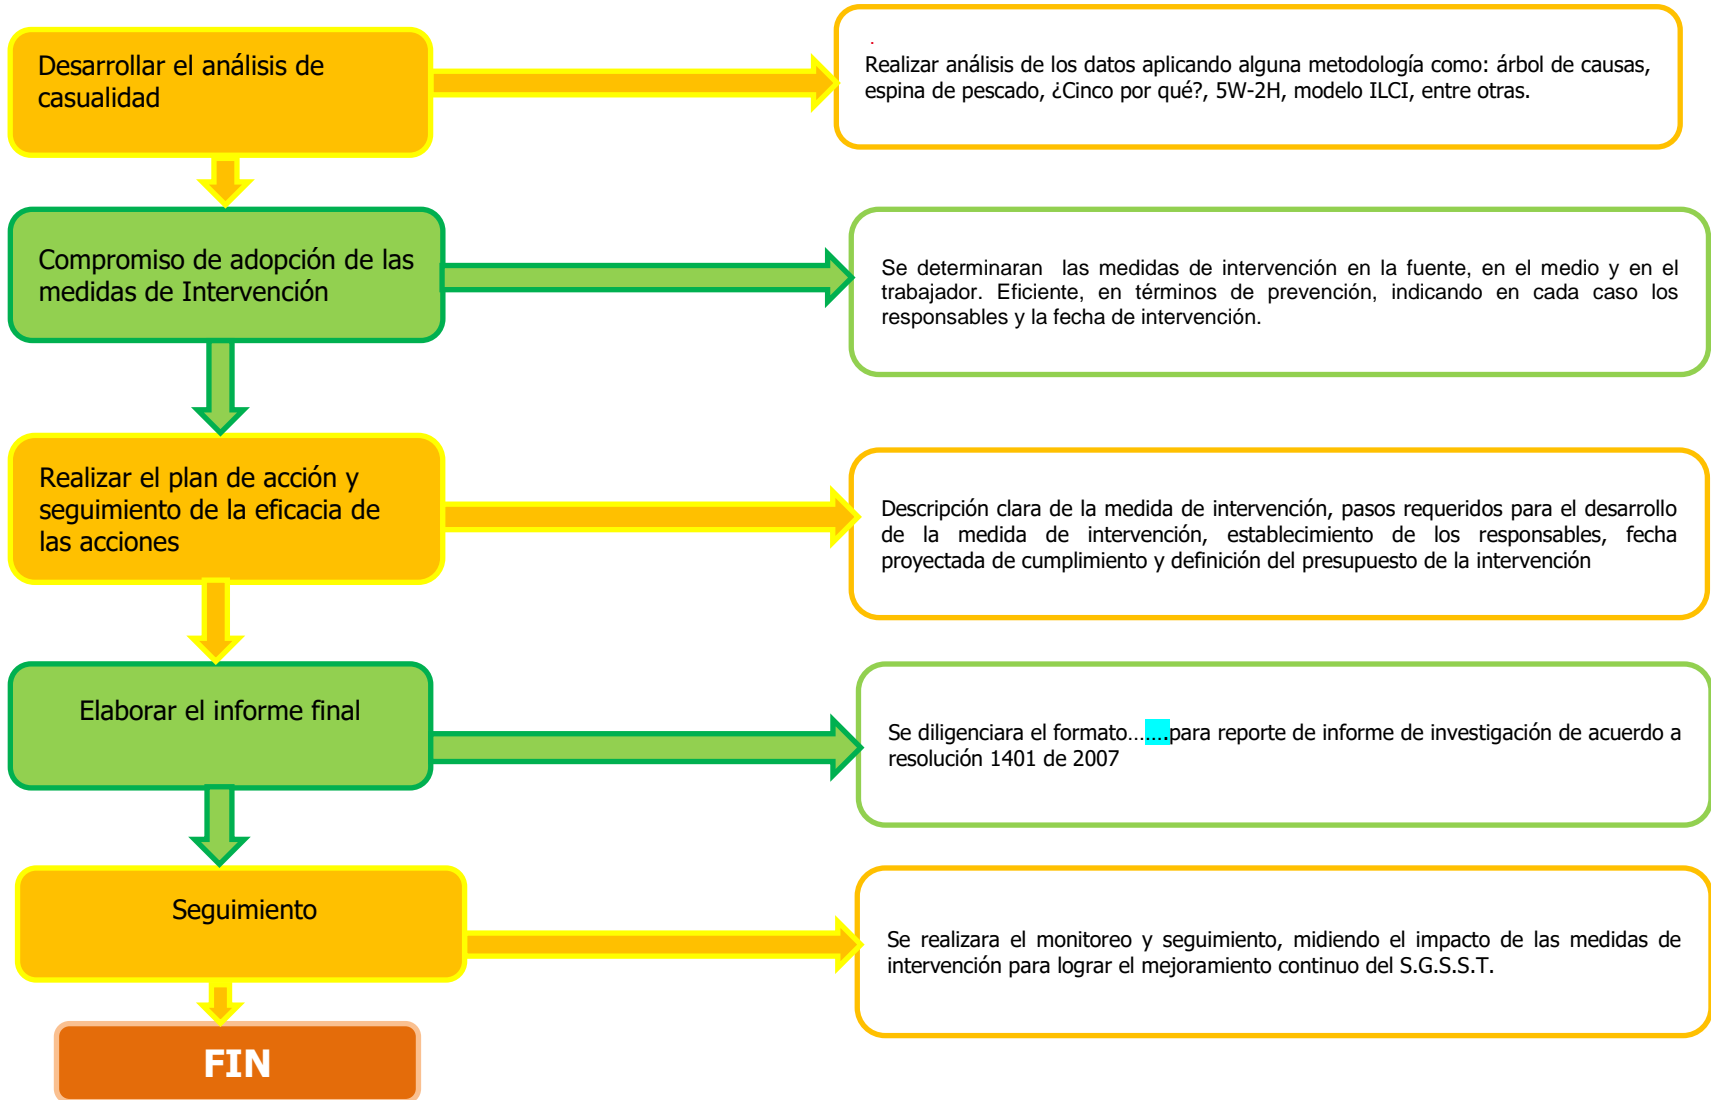 Desarrollar el análisis de
casualidad
.
Realizar análisis de los datos aplicando alguna metodología como: árbol de causas,
espina de pescado, ¿Cinco por qué?, 5W-2H, modelo ILCI, entre otras.
Compromiso de adopción de las
medidas de Intervención
Se determinaran las medidas de intervención en la fuente, en el medio y en el
trabajador. Eficiente, en términos de prevención, indicando en cada caso los
responsables y la fecha de intervención.
Realizar el plan de acción y
seguimiento de la eficacia de
las acciones
Descripción clara de la medida de intervención, pasos requeridos para el desarrollo
de la medida de intervención, establecimiento de los responsables, fecha
proyectada de cumplimiento y definición del presupuesto de la intervención
Elaborar el informe final
Se diligenciara el formato…….para reporte de informe de investigación de acuerdo a
resolución 1401 de 2007
Seguimiento
Se realizara el monitoreo y seguimiento, midiendo el impacto de las medidas de
intervención para lograr el mejoramiento continuo del S.G.S.S.T.
FIN